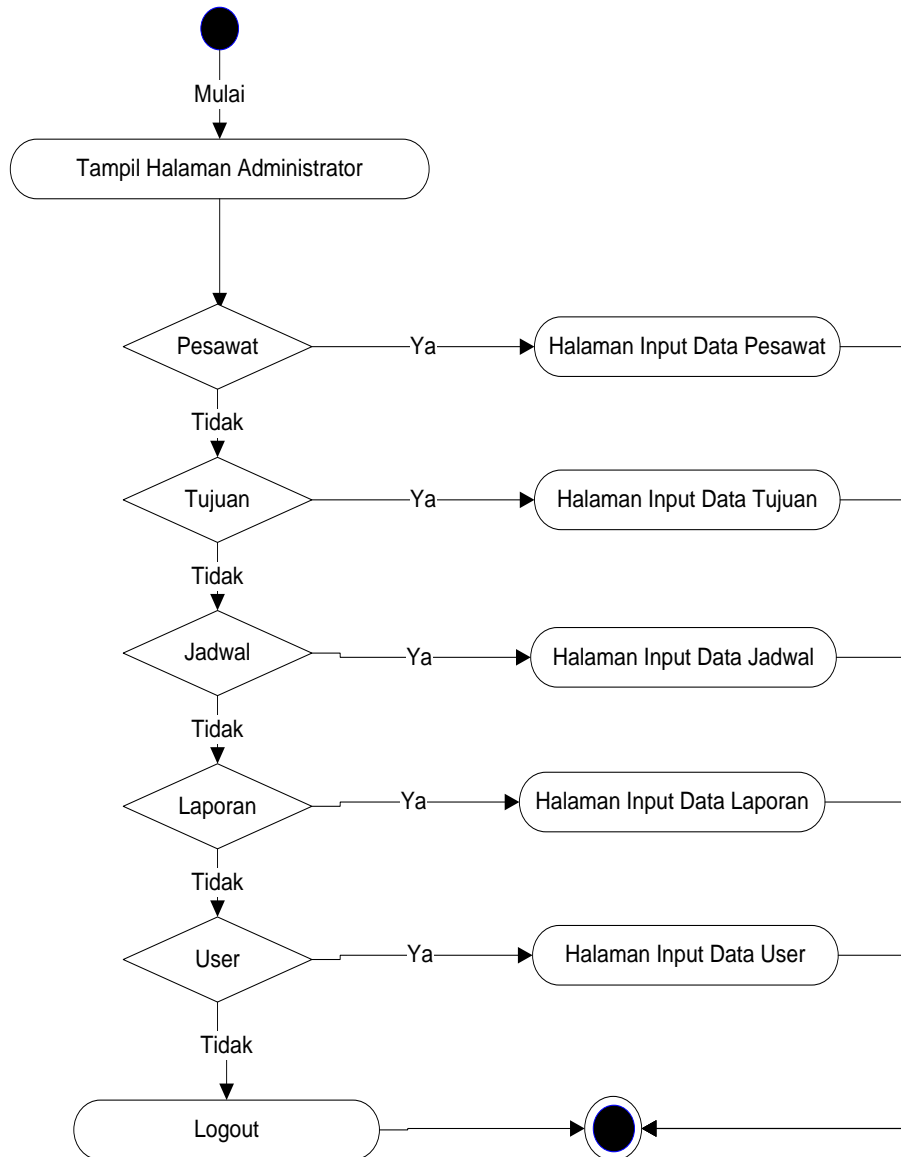 Mulai
Tampil Halaman Administrator
Pesawat
Ya
Halaman Input Data Pesawat
Tidak
Tujuan
Ya
Halaman Input Data Tujuan
Tidak
Jadwal
Ya
Halaman Input Data Jadwal
Tidak
Laporan
Ya
Halaman Input Data Laporan
Tidak
User
Ya
Halaman Input Data User
Tidak
Logout